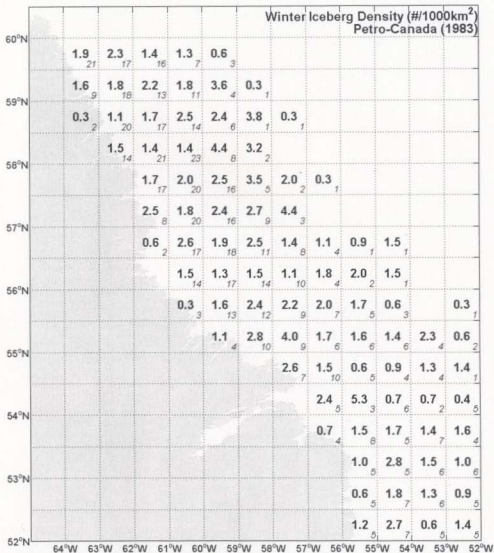 Winter Iceberg Density (#/1000km²)
Petro-Canada (1983)
60°N
1.9 2.3 1.4 1.3 0.6
21 17 16 7 3
1.6 1.8 2.2 1.8 3.6 0.3
9 18 13 11 4 1
59°N
0.3 1.1 1.7 2.5 2.4 3.8 0.3
2 20 17 14 6 1 1
1.5 1.4 1.4 4.4 3.2
14 21 23 8 2
58°N
1.7 2.0 2.5 3.5 2.0 0.3
17 20 16 5 2 1
2.5 1.8 2.4 2.7 4.4
8 20 16 9 3
57°N
0.6 2.6 1.9 2.5 1.4 1.1 0.9 1.5
2 17 18 11 8 4 1 1
1.5 1.3 1.5 1.1 1.8 2.0 1.5
14 17 14 10 4 2 1
56°N
0.3 1.6 2.4 2.2 2.0 1.7 0.6 0.3
3 13 12 9 7 5 3 1
1.1 2.8 4.0 1.7 1.6 1.4 2.3 0.6
4 10 9 6 6 6 4 2
55°N
2.6 1.5 0.6 0.9 1.3 1.4
7 10 5 4 4 1
2.4 5.3 0.7 0.7 0.4
5 3 6 2 5
54°N
0.7 1.5 1.7 1.4 1.6
4 8 5 7 4
1.0 2.8 1.5 1.0
5 5 6 6
53°N
0.6 1.8 1.3 0.9
5 7 6 5
1.2 2.7 0.6 1.4
5 7 5 5
52°N
64°W 63°W 62°W 61°W 60°W 59°W 58°W 57°W 56°W 55°W 54°W 53°W 52°W